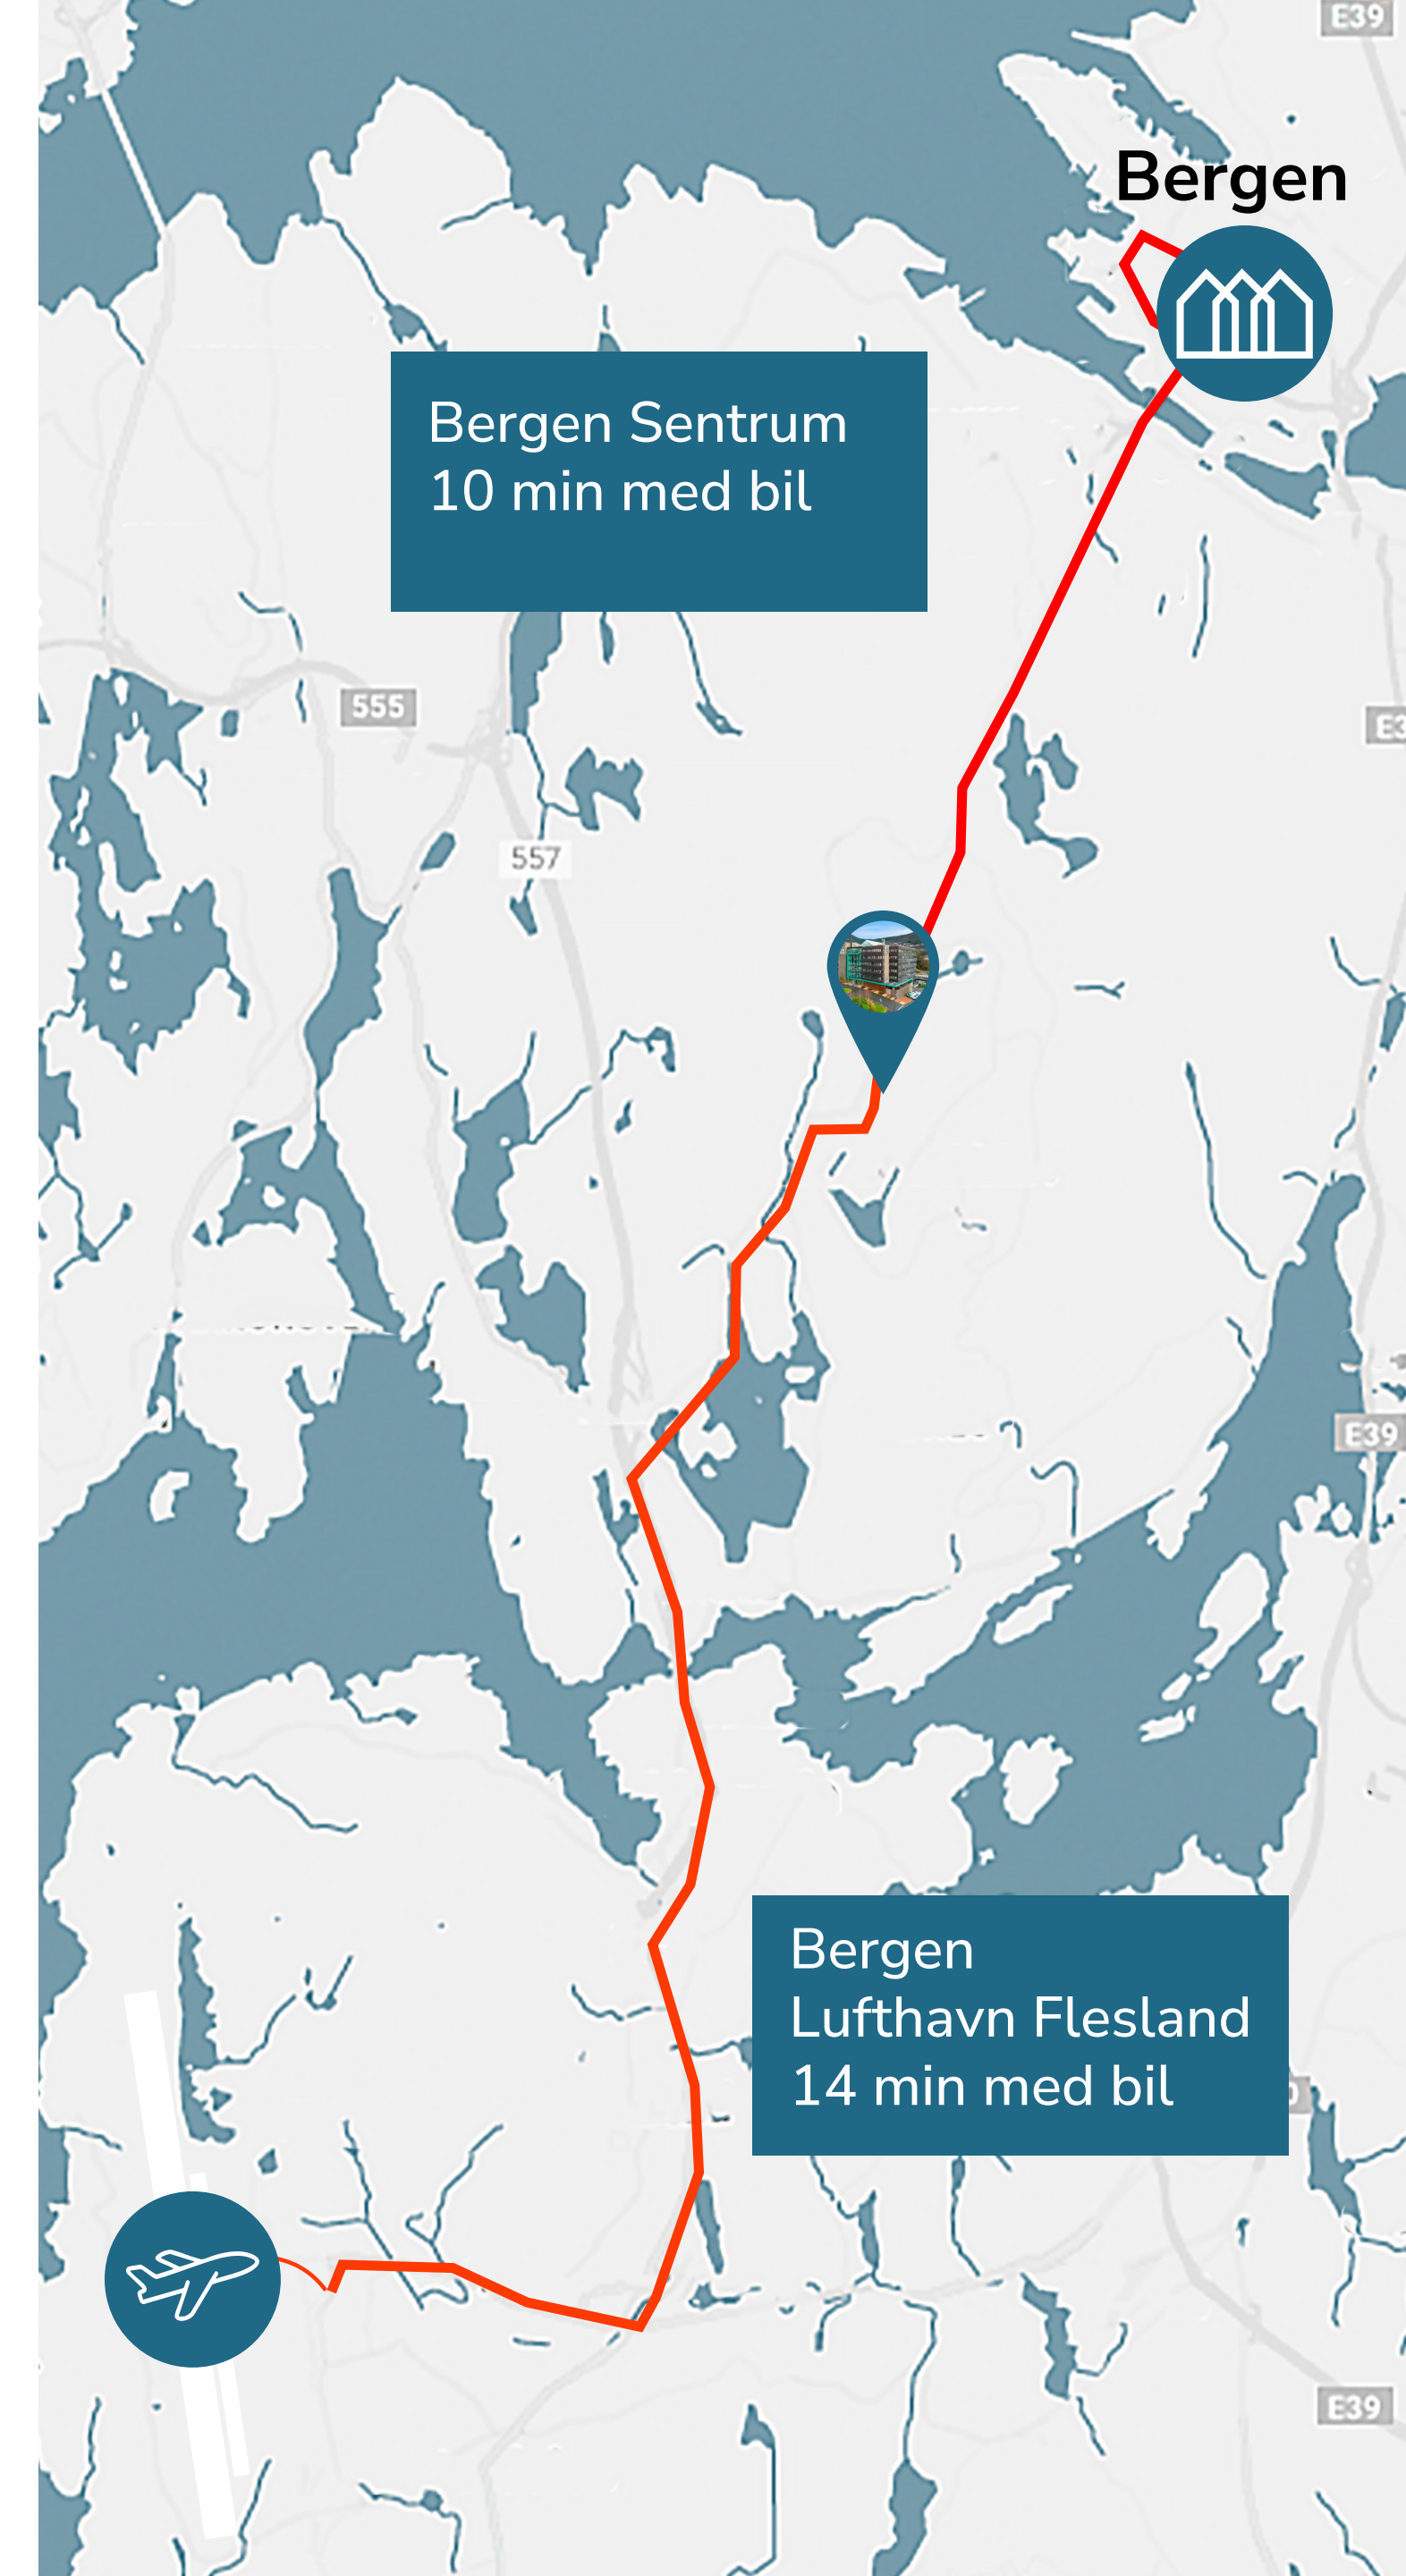 E39
Bergen
Bergen Sentrum
10 min med bil
555
557
E39
Bergen
Lufthavn Flesland
14 min med bil
E39